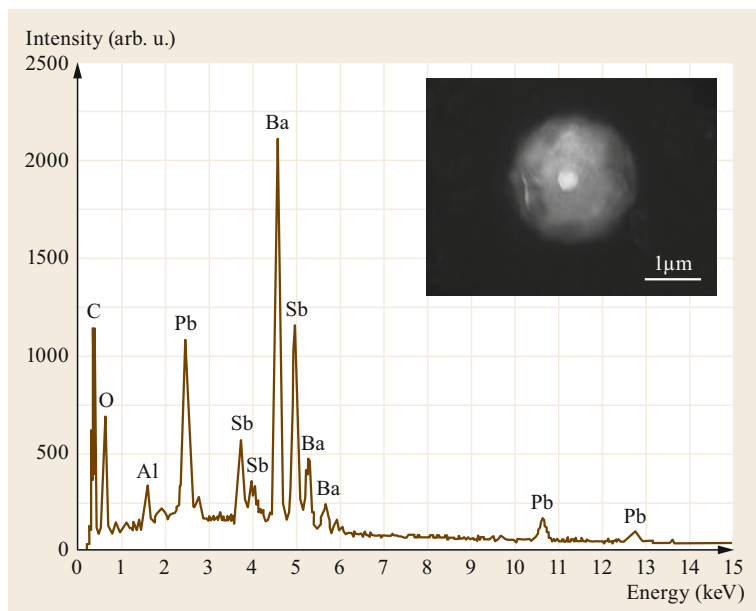 Intensity (arb. u.)
2500
2000
1500
1000
500
0
C
O
Al
Pb
Sb
Sb
Ba
Sb
Ba
Ba
Pb
Pb
1µm
0 1 2 3 4 5 6 7 8 9 10 11 12 13 14 15
Energy (keV)